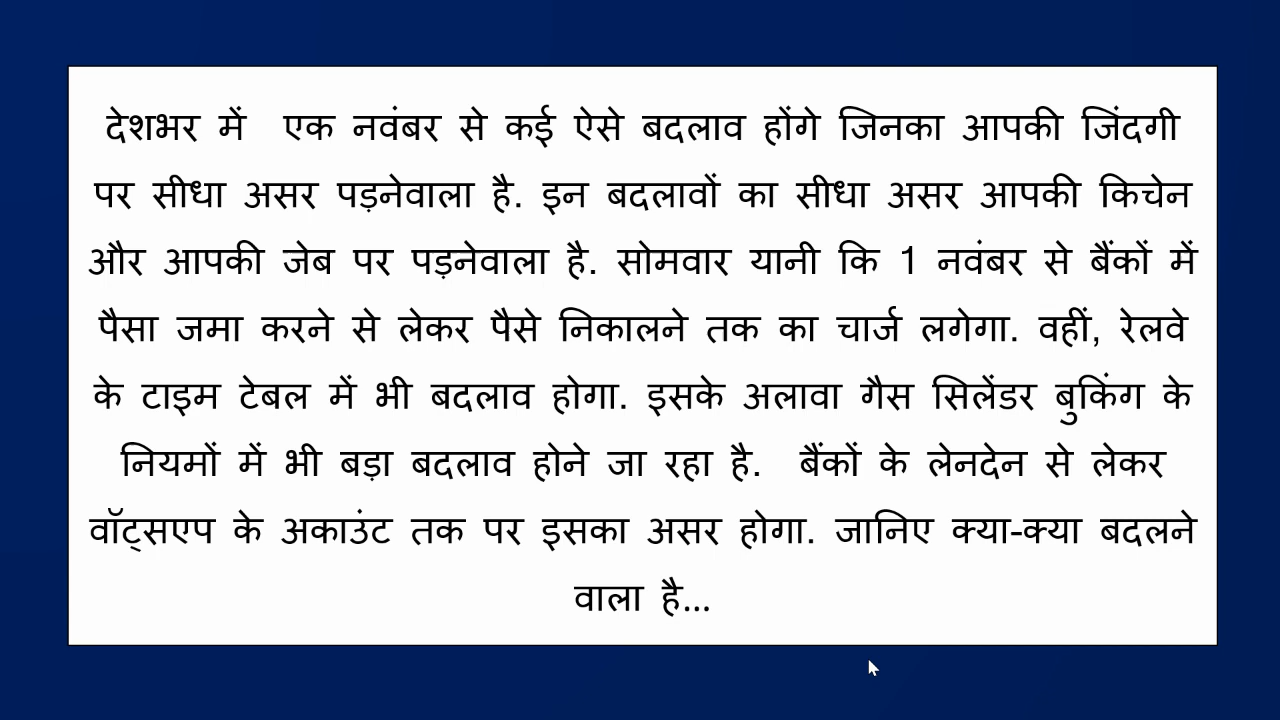 देशभर में एक नवंबर से कई ऐसे बदलाव होंगे जिनका आपकी जिंदगी
पर सीधा असर पड़नेवाला है. इन बदलावों का सीधा असर आपकी किचेन
और आपकी जेब पर पड़नेवाला है. सोमवार यानी कि 1 नवंबर से बैंकों में
पैसा जमा करने से लेकर पैसे निकालने तक का चार्ज लगेगा. वहीं, रेलवे
के टाइम टेबल में भी बदलाव होगा. इसके अलावा गैस सिलेंडर बुकिंग के
नियमों में भी बड़ा बदलाव होने जा रहा है. बैंकों के लेनदेन से लेकर
वॉट्सएप के अकाउंट तक पर इसका असर होगा. जानिए क्या-क्या बदलने
वाला है...